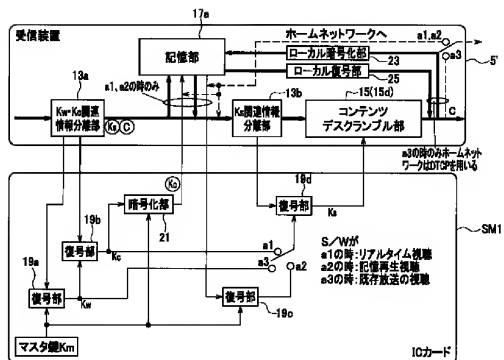 受信装置
17a
記憶部
ホームネットワークへ
a1,a2
a3
5'
ローカル暗号化部
23
ローカル復号部
25
13a
a1、a2の時のみ
13b
15(15d)
Kw・Kc関連
情報分離部
Ks
C
Ks関連情報
分離部
コンテンツ
デスクランブル部
C
a3の時のみホームネット
ワークはDTCPを用いる
Kc
19d
復号部
Ks
SM1
19b
復号部
暗号化部
21
Kc
a1
a3
a2
S/Wが
a1の時:リアルタイム視聴
a2の時:記憶再生視聴
a3の時:既存放送の視聴
19a
復号部
Kw
復号部
19c
マスタ鍵Km
ICカード